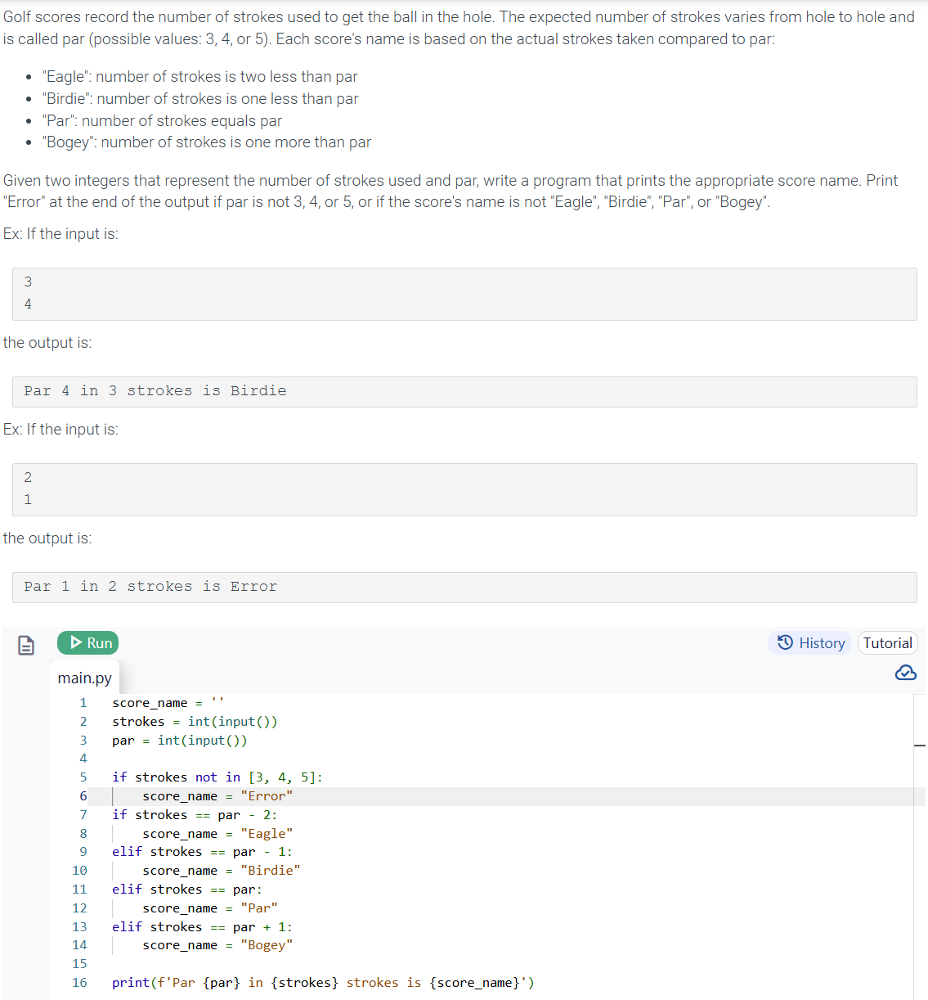 Golf scores record the number of strokes used to get the ball in the hole. The expected number of strokes varies from hole to hole and
is called par (possible values: 3, 4, or 5). Each score's name is based on the actual strokes taken compared to par:
• "Eagle": number of strokes is two less than par
• "Birdie": number of strokes is one less than par
• "Par": number of strokes equals par
• "Bogey": number of strokes is one more than par
Given two integers that represent the number of strokes used and par, write a program that prints the appropriate score name. Print
"Error" at the end of the output if par is not 3, 4, or 5, or if the score's name is not "Eagle", "Birdie", "Par", or "Bogey".
Ex: If the input is:
3
4
the output is:
Par 4 in 3 strokes is Birdie
Ex: If the input is:
2
1
the output is:
Par 1 in 2 strokes is Error
Run
History
Tutorial
main.py
1 score_name = ''
2 strokes = int(input())
3 par = int(input())
4
5 if strokes not in [3, 4, 5]:
6     score_name = "Error"
7 if strokes == par - 2:
8     score_name = "Eagle"
9 elif strokes == par - 1:
10     score_name = "Birdie"
11 elif strokes == par:
12     score_name = "Par"
13 elif strokes == par + 1:
14     score_name = "Bogey"
15
16 print(f'Par {par} in {strokes} strokes is {score_name}')